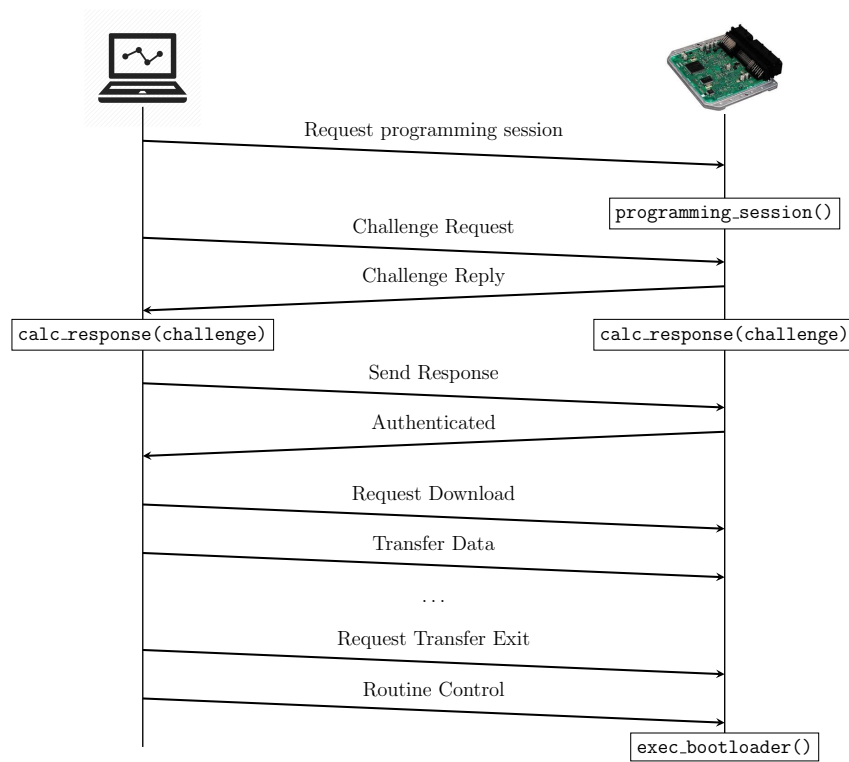 Request programming session
programming_session()
Challenge Request
Challenge Reply
calc_response(challenge)
calc_response(challenge)
Send Response
Authenticated
Request Download
Transfer Data
...
Request Transfer Exit
Routine Control
exec_bootloader()